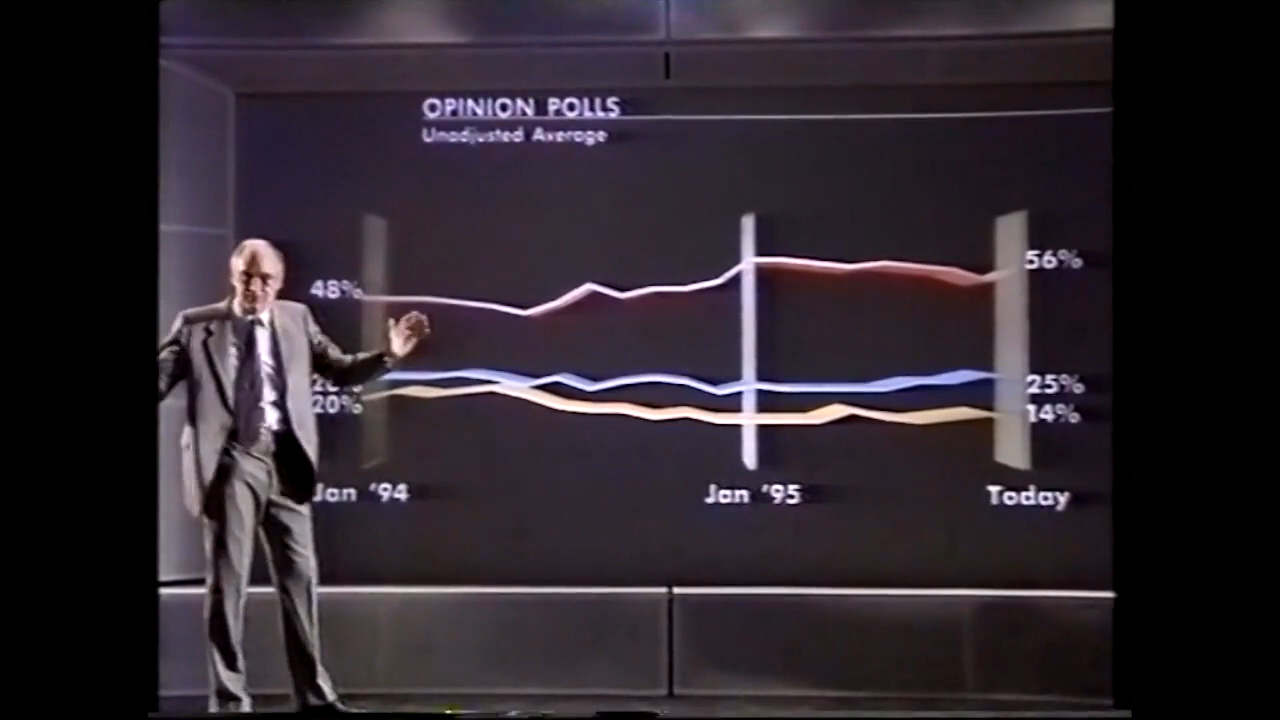 OPINION POLLS
Unadjusted Average
48%
56%
25%
20%
14%
Jan '94
Jan '95
Today